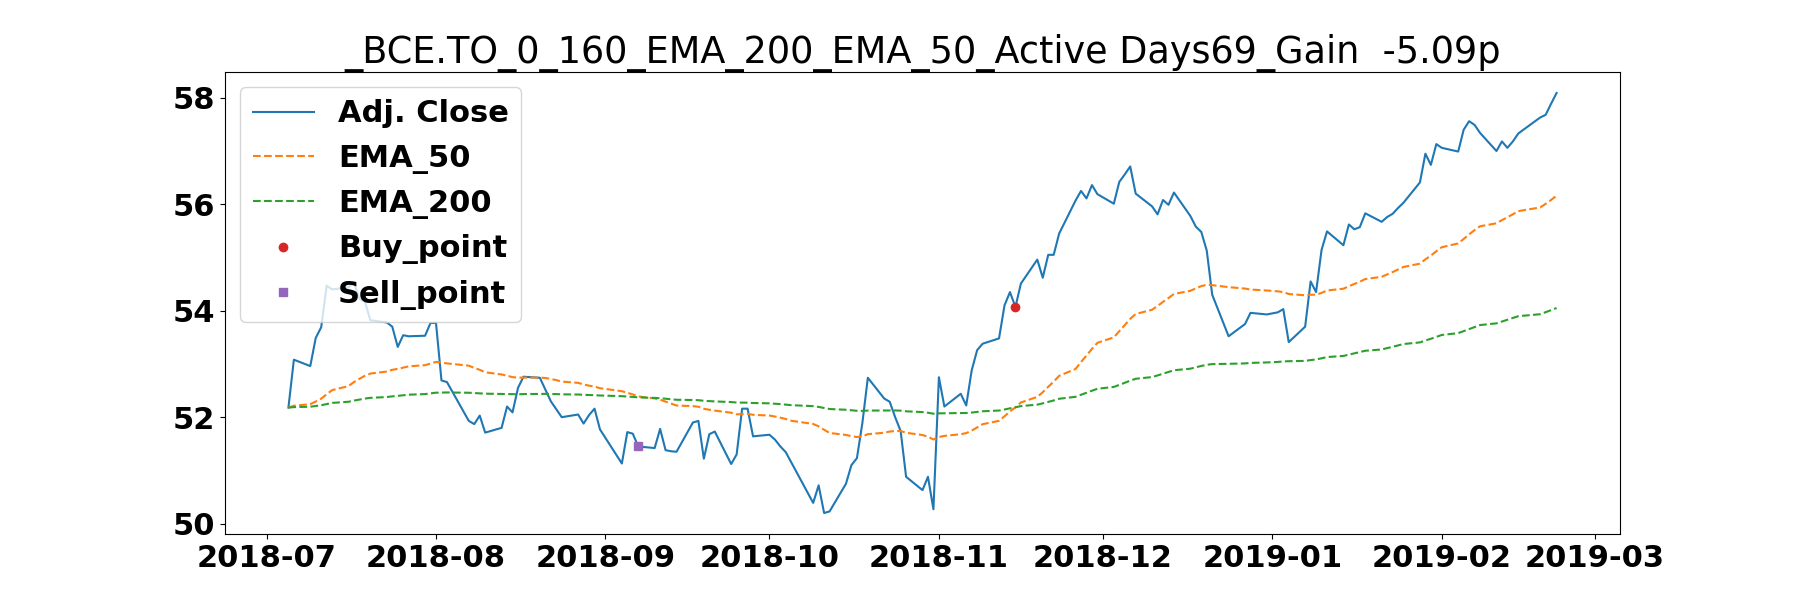 _BCE.TO_0_160_EMA_200_EMA_50_Active Days69_Gain  -5.09p
58
56
54
52
50
Adj. Close
EMA_50
EMA_200
Buy_point
Sell_point
2018-07 2018-08 2018-09 2018-10 2018-11 2018-12 2019-01 2019-02 2019-03